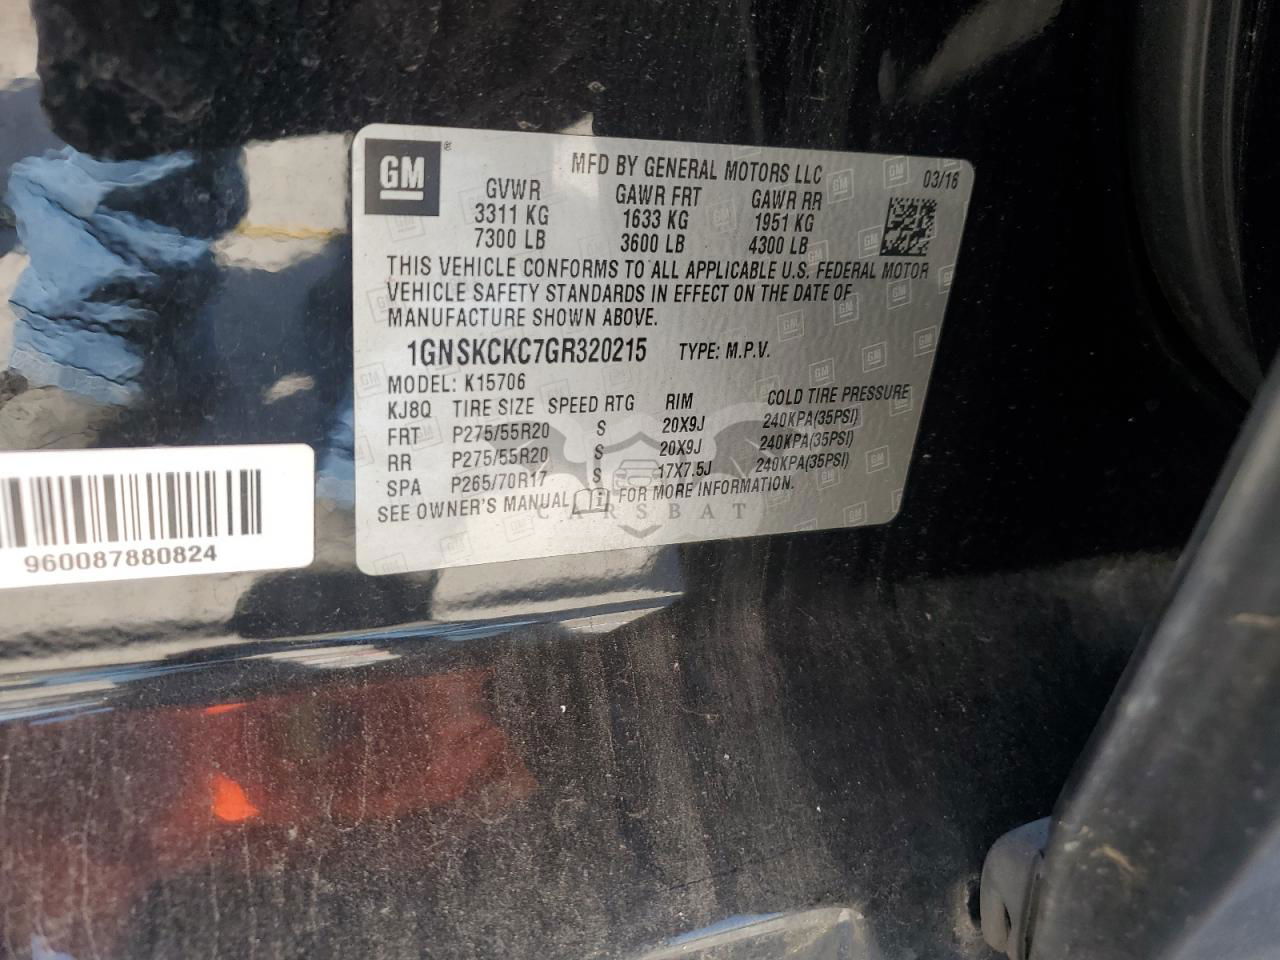 GM ®
MFD BY GENERAL MOTORS LLC 03/16
GVWR GAWR FRT GAWR RR
3311 KG 1633 KG 1951 KG
7300 LB 3600 LB 4300 LB
THIS VEHICLE CONFORMS TO ALL APPLICABLE U.S. FEDERAL MOTOR
VEHICLE SAFETY STANDARDS IN EFFECT ON THE DATE OF
MANUFACTURE SHOWN ABOVE.
1GNSKCKC7GR320215 TYPE: M.P.V.
MODEL: K15706
KJ8Q TIRE SIZE SPEED RTG RIM COLD TIRE PRESSURE
FRT P275/55R20 S 20X9J 240KPA(35PSI)
RR P275/55R20 S 20X9J 240KPA(35PSI)
SPA P265/70R17 S 17X7.5J 240KPA(35PSI)
SEE OWNER'S MANUAL i FOR MORE INFORMATION.
CARSBAT
960087880824